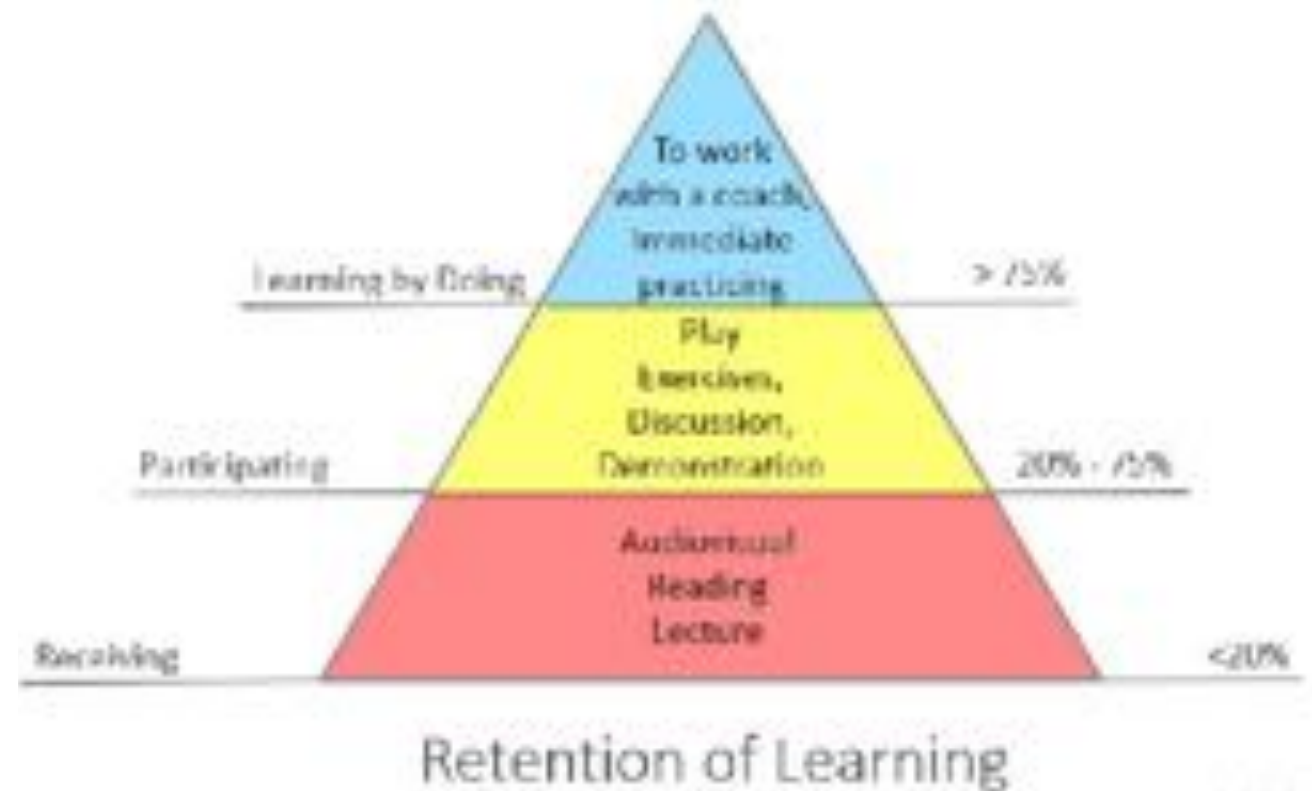 To work
with a coach,
Immediate
practicing
Learning by Doing
> 75%
Play
Exercises,
Discussion,
Demonstration
Participating
20% - 75%
Audiovisual
Reading
Lecture
Receiving
<20%
Retention of Learning